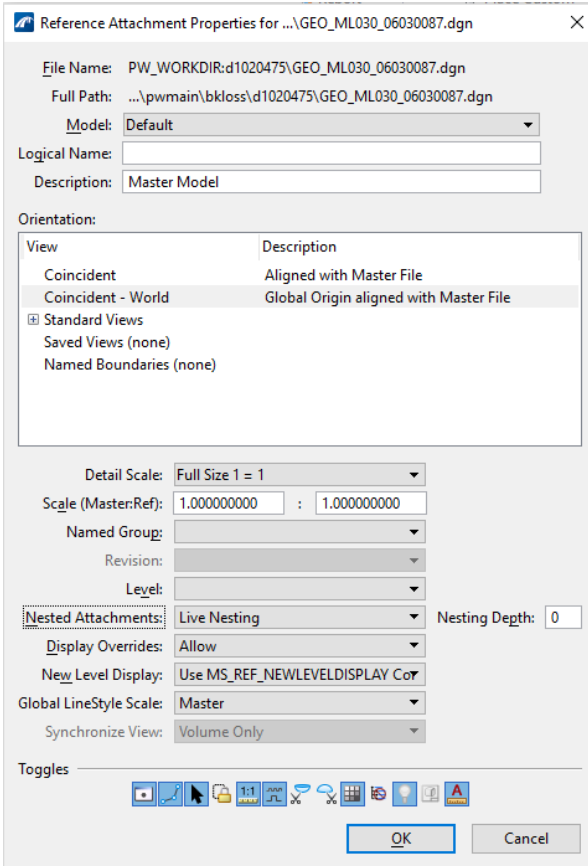 Reference Attachment Properties for ...\GEO_ML030_06030087.dgn
File Name: PW_WORKDIR:d1020475\GEO_ML030_06030087.dgn
Full Path: ...\pwmain\bkloss\d1020475\GEO_ML030_06030087.dgn
Model: Default
Logical Name:
Description: Master Model
Orientation:
View Description
Coincident Aligned with Master File
Coincident - World Global Origin aligned with Master File
Standard Views
Saved Views (none)
Named Boundaries (none)
Detail Scale: Full Size 1 = 1
Scale (Master:Ref): 1.000000000 : 1.000000000
Named Group:
Revision:
Level:
Nested Attachments: Live Nesting Nesting Depth: 0
Display Overrides: Allow
New Level Display: Use MS_REF_NEWLEVELDISPLAY Cor
Global LineStyle Scale: Master
Synchronize View: Volume Only
Toggles
1:1 A
OK Cancel